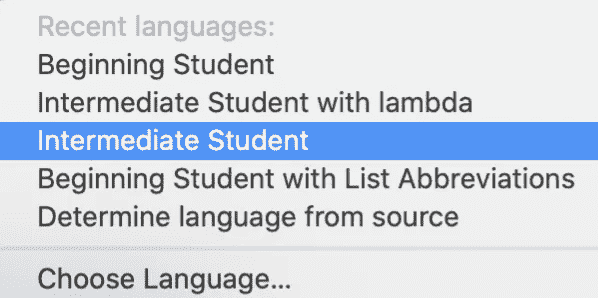 Recent languages:
Beginning Student
Intermediate Student with lambda
Intermediate Student
Beginning Student with List Abbreviations
Determine language from source
Choose Language...